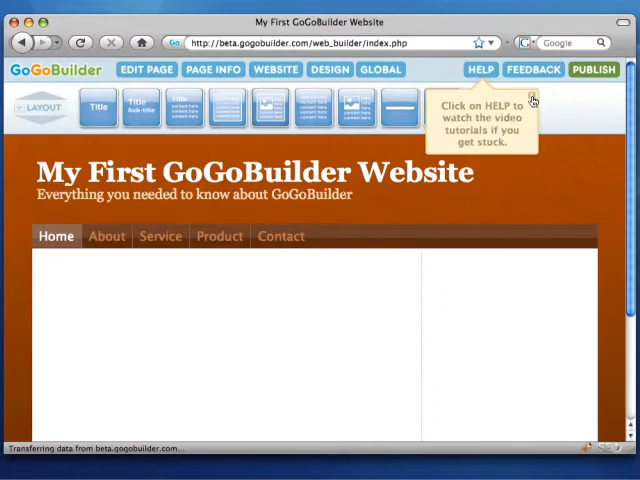 My First GoGoBuilder Website
Go http://beta.gogobuilder.com/web_builder/index.php Google
GoGoBuilder EDIT PAGE PAGE INFO WEBSITE DESIGN GLOBAL HELP FEEDBACK PUBLISH
LAYOUT Title Title Title
Sub-title
Click on HELP to
watch the video
tutorials if you
get stuck.
My First GoGoBuilder Website
Everything you needed to know about GoGoBuilder
Home About Service Product Contact
Transferring data from beta.gogobuilder.com...